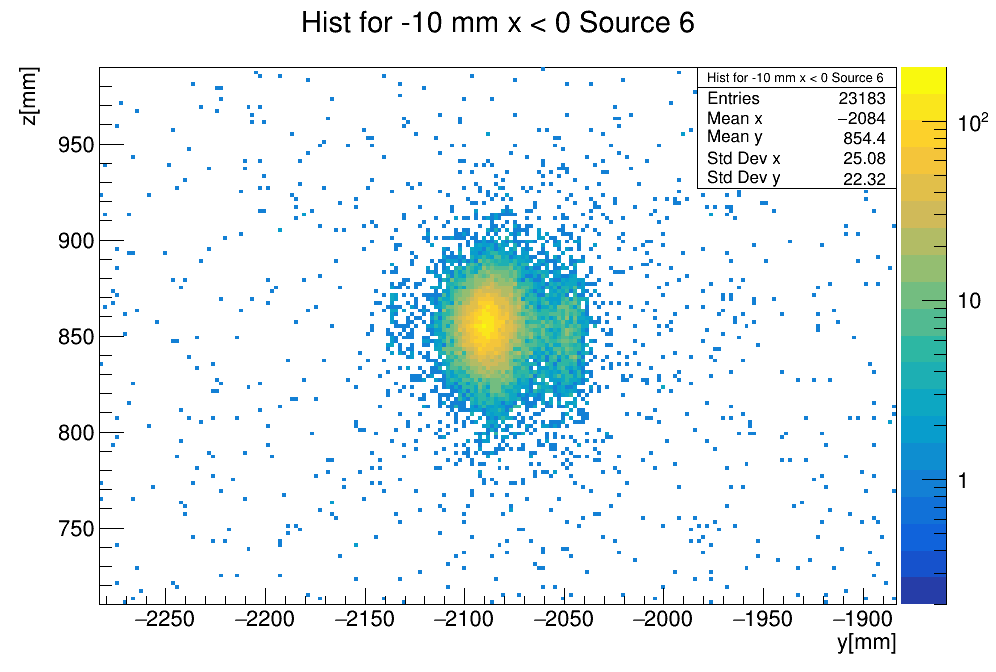 Hist for -10 mm x < 0 Source 6
z[mm]
Hist for -10 mm x < 0 Source 6
Entries 23183
Mean x −2084
Mean y 854.4
Std Dev x 25.08
Std Dev y 22.32
10²
10
1
950
900
850
800
750
−2250 −2200 −2150 −2100 −2050 −2000 −1950 −1900
y[mm]